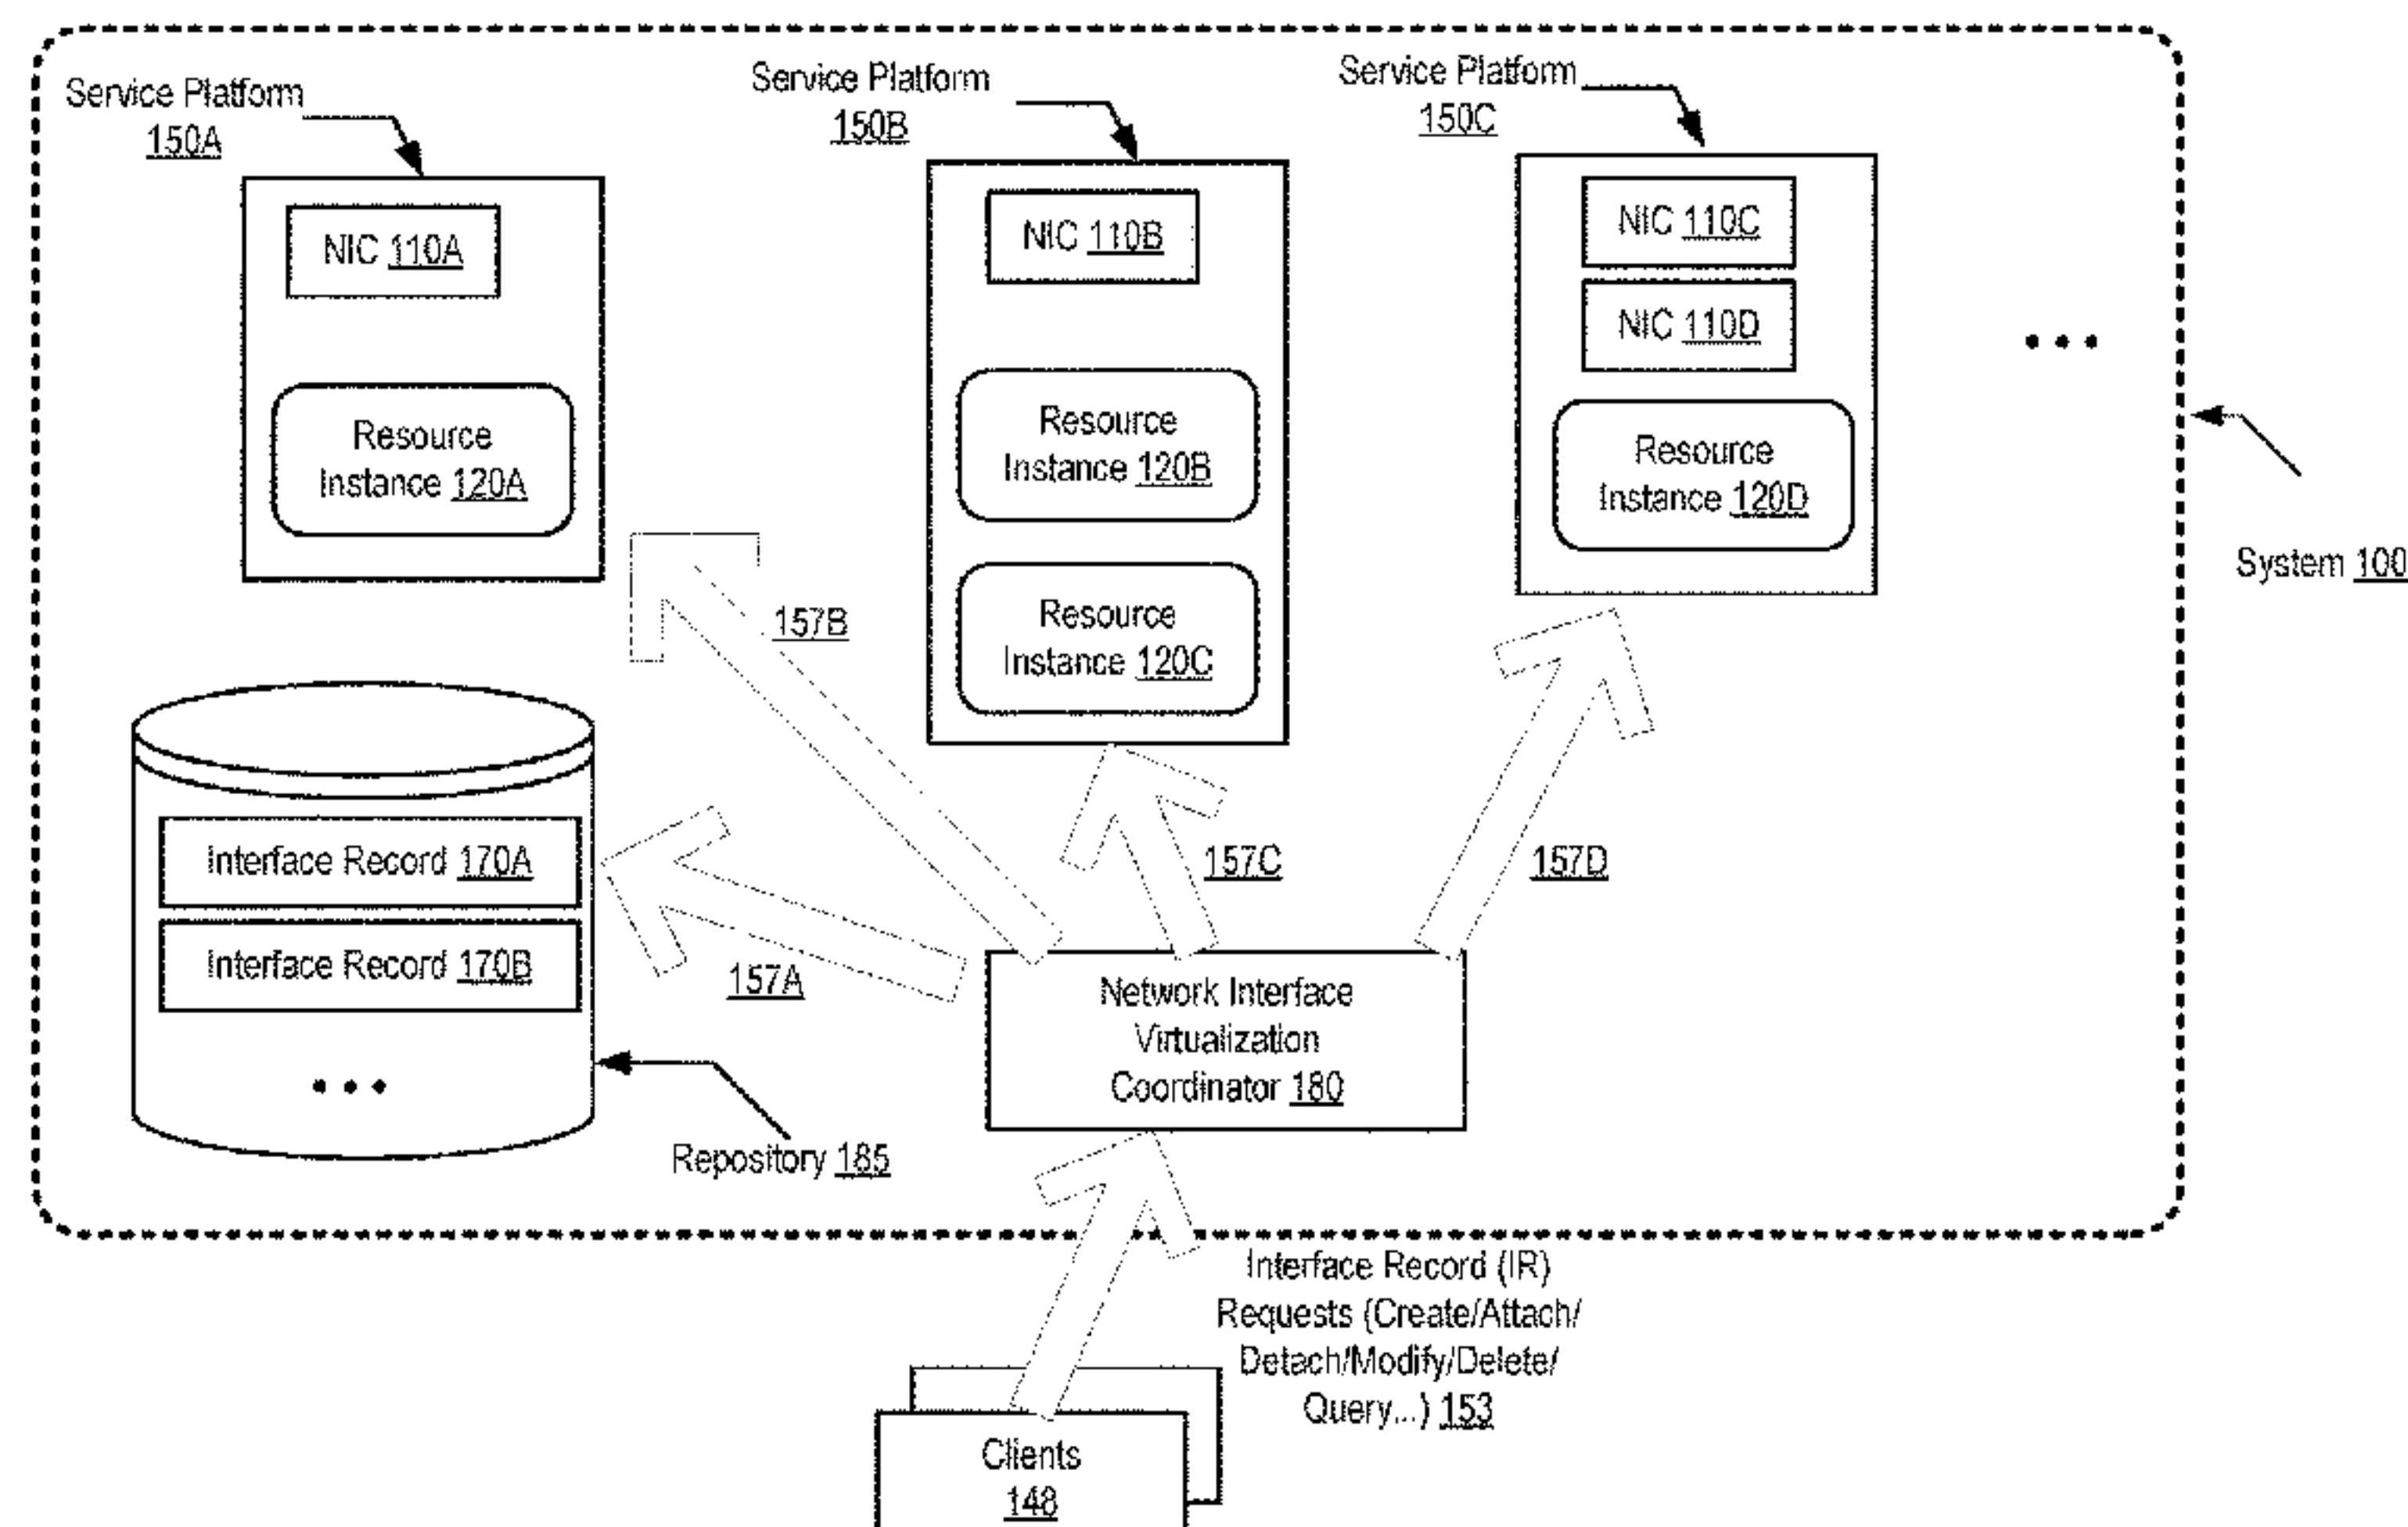 Service Platform
150A
Service Platform
150B
Service Platform
150C
NIC 110A
NIC 110B
NIC 110C
NIC 110D
Resource
Instance 120A
Resource
Instance 120B
Resource
Instance 120C
Resource
Instance 120D
System 100
157B
157C
157D
157A
Interface Record 170A
Interface Record 170B
Network Interface
Virtualization
Coordinator 180
Repository 185
Interface Record (IR)
Requests (Create/Attach/
Detach/Modify/Delete/
Query...) 153
Clients
148